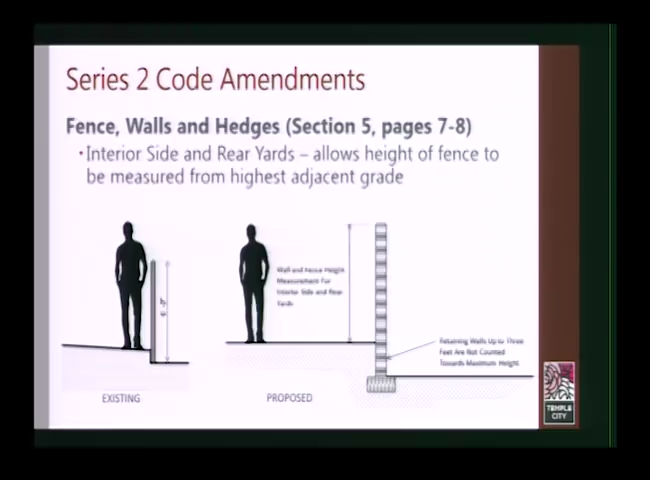 Series 2 Code Amendments
Fence, Walls and Hedges (Section 5, pages 7-8)
• Interior Side and Rear Yards – allows height of fence to
be measured from highest adjacent grade
Wall and Fence Height
Measurement For
Interior Side and Rear
Yards
Retaining Walls Up to Three
Feet Are Not Counted
Towards Maximum Height.
EXISTING
PROPOSED
TEMPLE
CITY